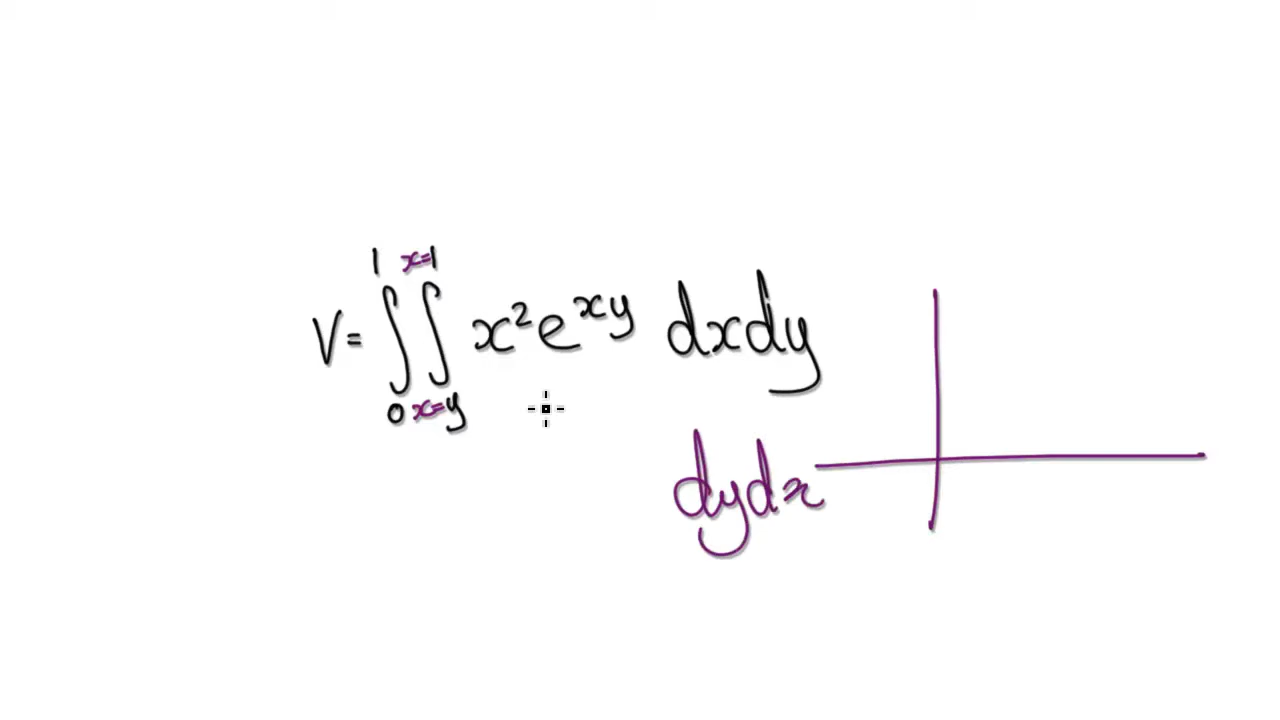 1 x=1
V= ∫∫ x²e^{xy} dxdy
0 x=y
dydx